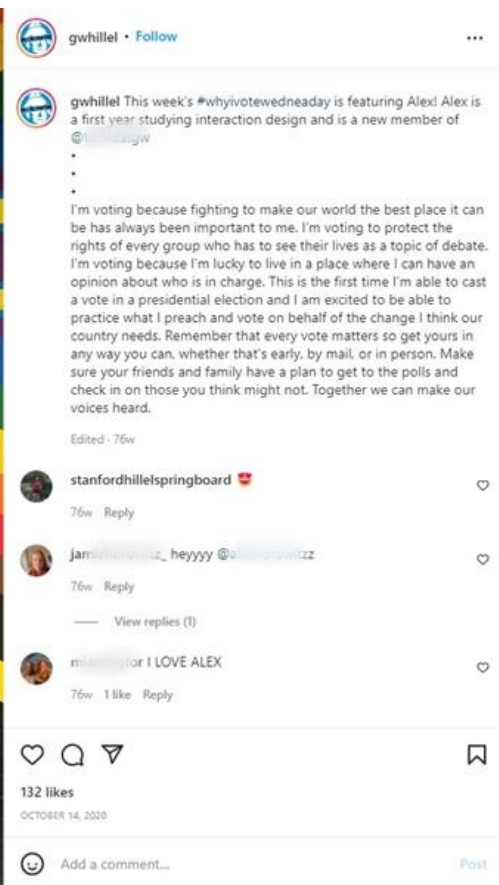 gwhillel • Follow
gwhillel This week's #whyivotewedneaday is featuring Alex! Alex is
a first year studying interaction design and is a new member of
•
•
•
I'm voting because fighting to make our world the best place it can
be has always been important to me. I'm voting to protect the
rights of every group who has to see their lives as a topic of debate.
I'm voting because I'm lucky to live in a place where I can have an
opinion about who is in charge. This is the first time I'm able to cast
a vote in a presidential election and I am excited to be able to
practice what I preach and vote on behalf of the change I think our
country needs. Remember that every vote matters so get yours in
any way you can, whether that's early, by mail, or in person. Make
sure your friends and family have a plan to get to the polls and
check in on those you think might not. Together we can make our
voices heard.
Edited · 76w
stanfordhillelspringboard 😍
76w Reply
heyyyy
76w Reply
View replies (1)
I LOVE ALEX
76w 1 like Reply
132 likes
OCTOBER 14, 2020
Add a comment... Post